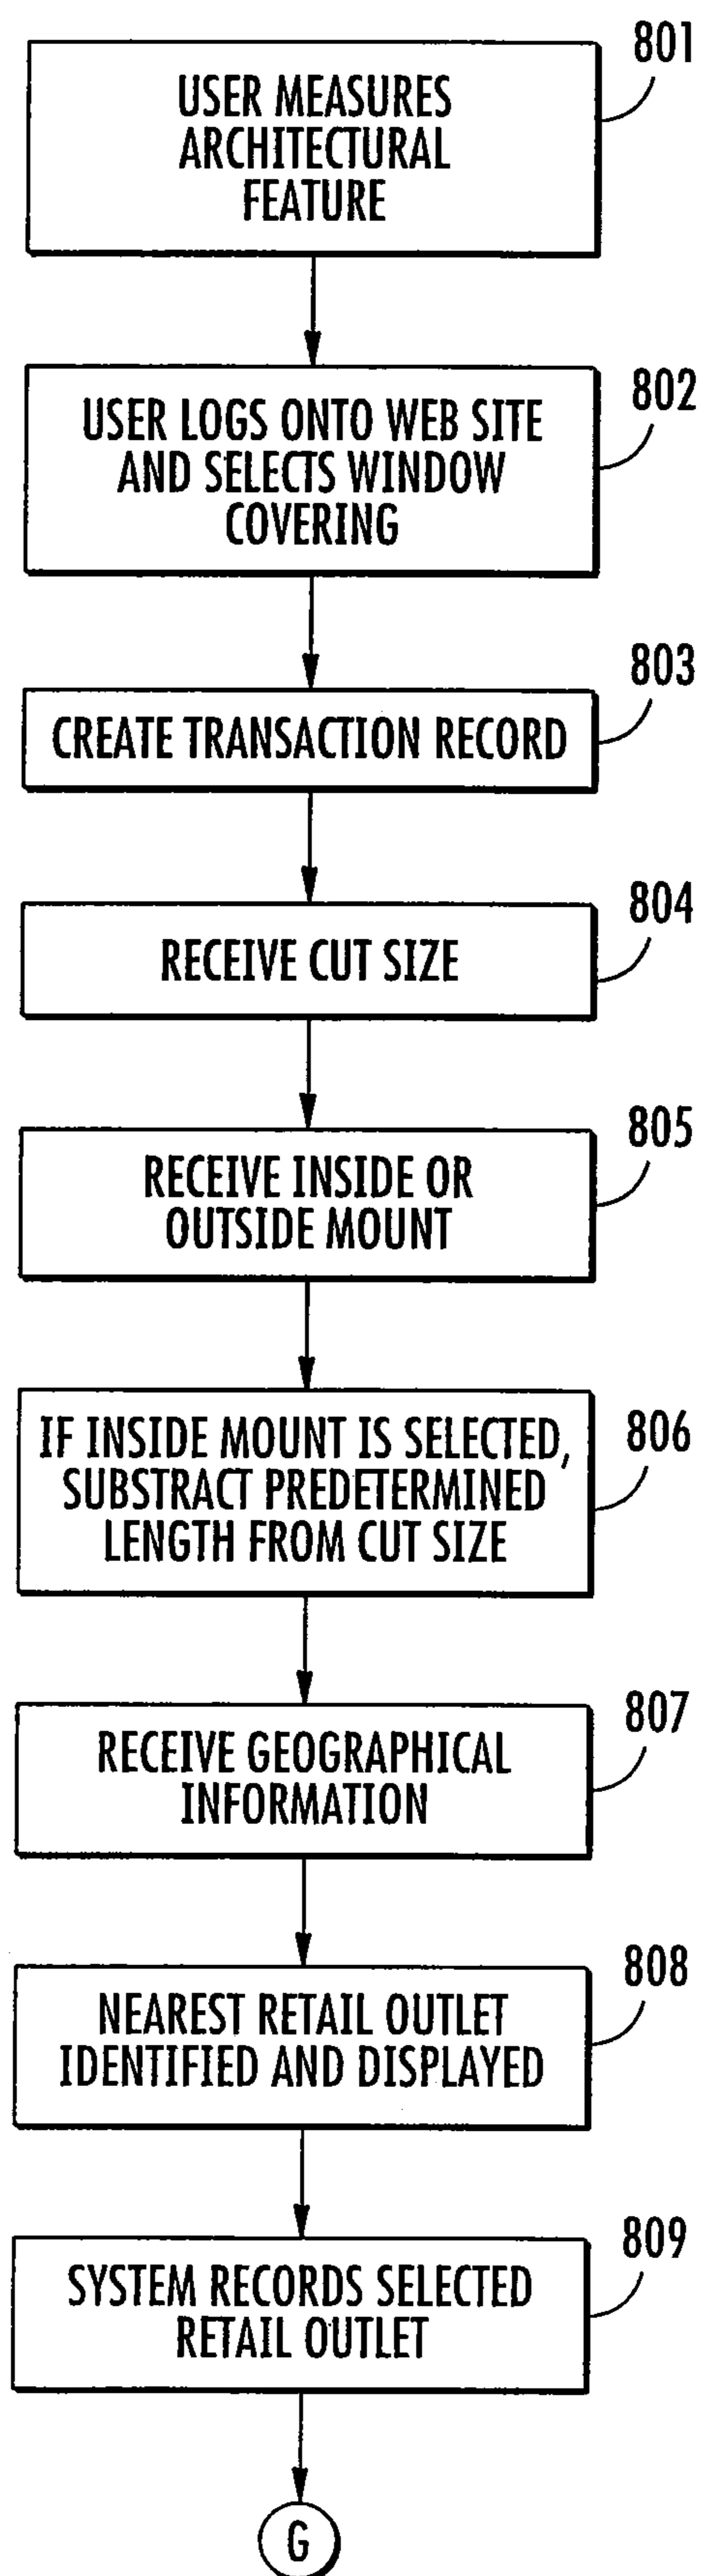 801
USER MEASURES
ARCHITECTURAL
FEATURE
802
USER LOGS ONTO WEB SITE
AND SELECTS WINDOW
COVERING
803
CREATE TRANSACTION RECORD
804
RECEIVE CUT SIZE
805
RECEIVE INSIDE OR
OUTSIDE MOUNT
806
IF INSIDE MOUNT IS SELECTED,
SUBSTRACT PREDETERMINED
LENGTH FROM CUT SIZE
807
RECEIVE GEOGRAPHICAL
INFORMATION
808
NEAREST RETAIL OUTLET
IDENTIFIED AND DISPLAYED
809
SYSTEM RECORDS SELECTED
RETAIL OUTLET
G